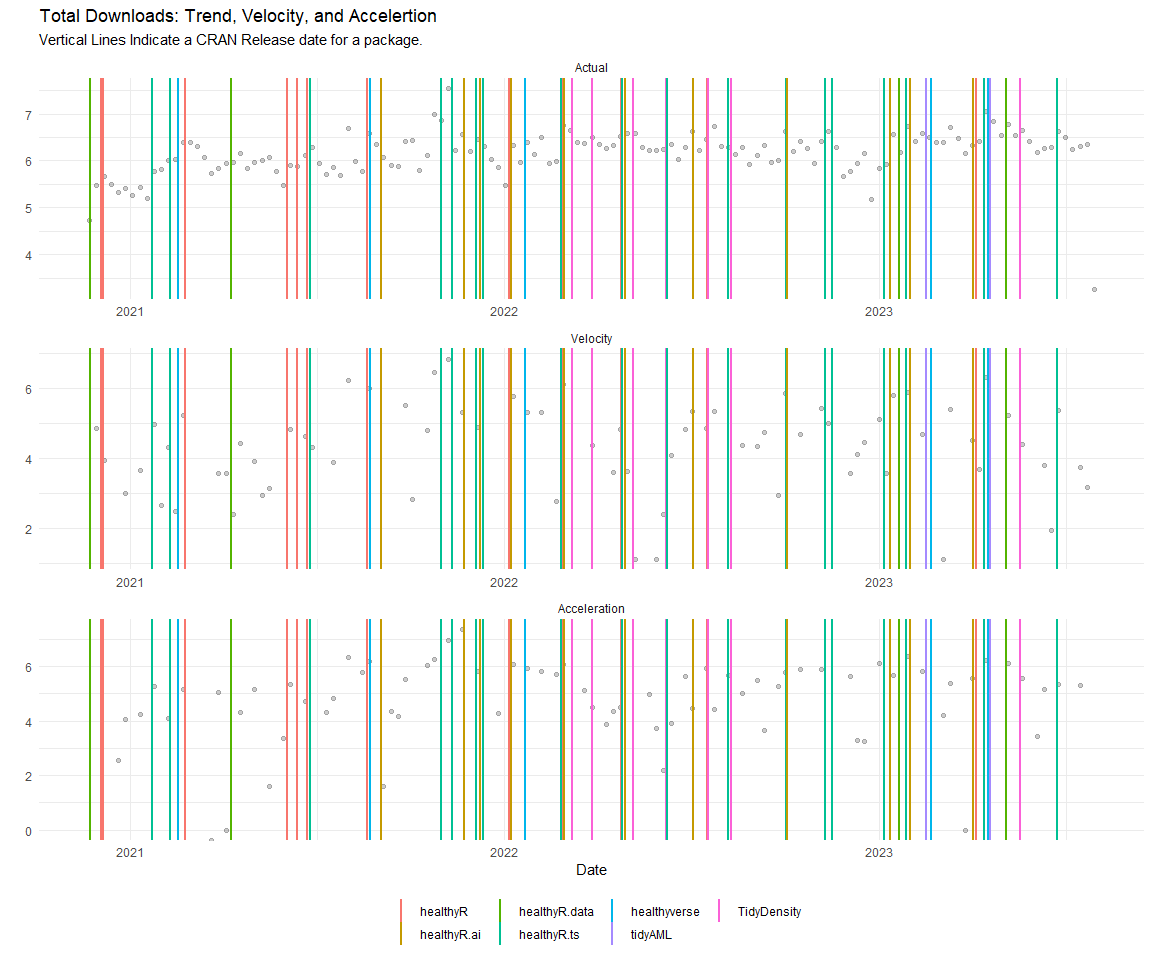 Total Downloads: Trend, Velocity, and Accelertion
Vertical Lines Indicate a CRAN Release date for a package.
Actual
7
6
5
4
2021 2022 2023
Velocity
6
4
2
2021 2022 2023
Acceleration
6
4
2
0
2021 2022 2023
Date
healthyR healthyR.data healthyverse TidyDensity
healthyR.ai healthyR.ts tidyAML